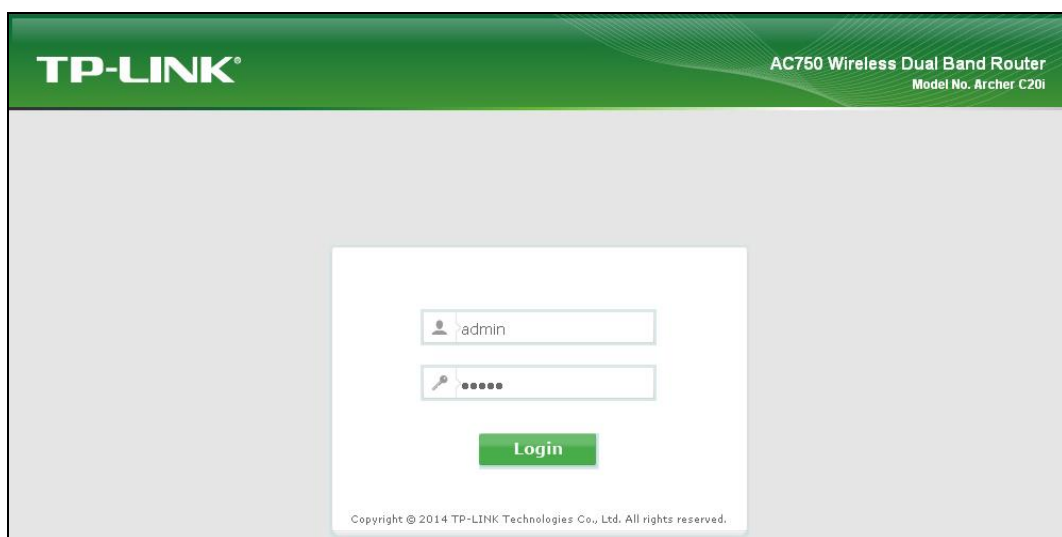 TP-LINK®
AC750 Wireless Dual Band Router
Model No. Archer C20i
admin
●●●●●
Login
Copyright © 2014 TP-LINK Technologies Co., Ltd. All rights reserved.